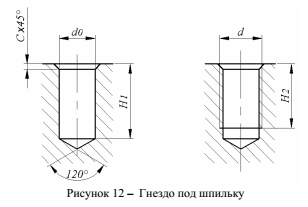 C×45°
d0
H1
120°
d
H2
Рисунок 12 – Гнездо под шпильку